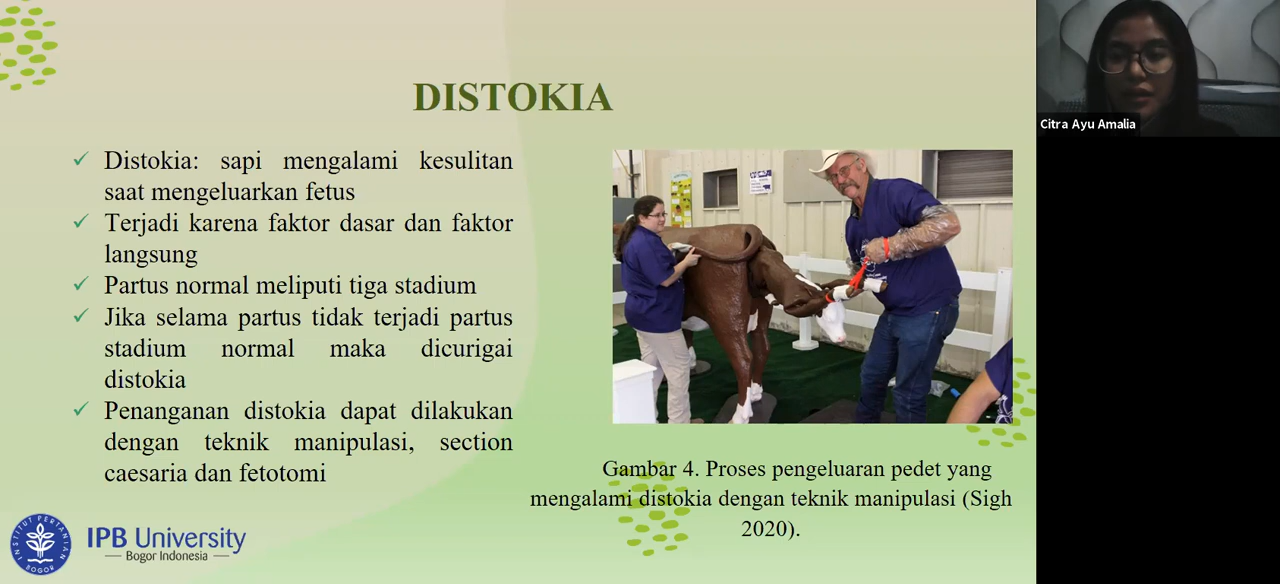 DISTOKIA
Distokia: sapi mengalami kesulitan
saat mengeluarkan fetus
Terjadi karena faktor dasar dan faktor
langsung
Partus normal meliputi tiga stadium
Jika selama partus tidak terjadi partus
stadium normal maka dicurigai
distokia
Penanganan distokia dapat dilakukan
dengan teknik manipulasi, section
caesaria dan fetotomi
Gambar 4. Proses pengeluaran pedet yang
mengalami distokia dengan teknik manipulasi (Sigh
2020).
INSTITUT PERTANIAN
BOGOR
IPB University
Bogor Indonesia
Citra Ayu Amalia